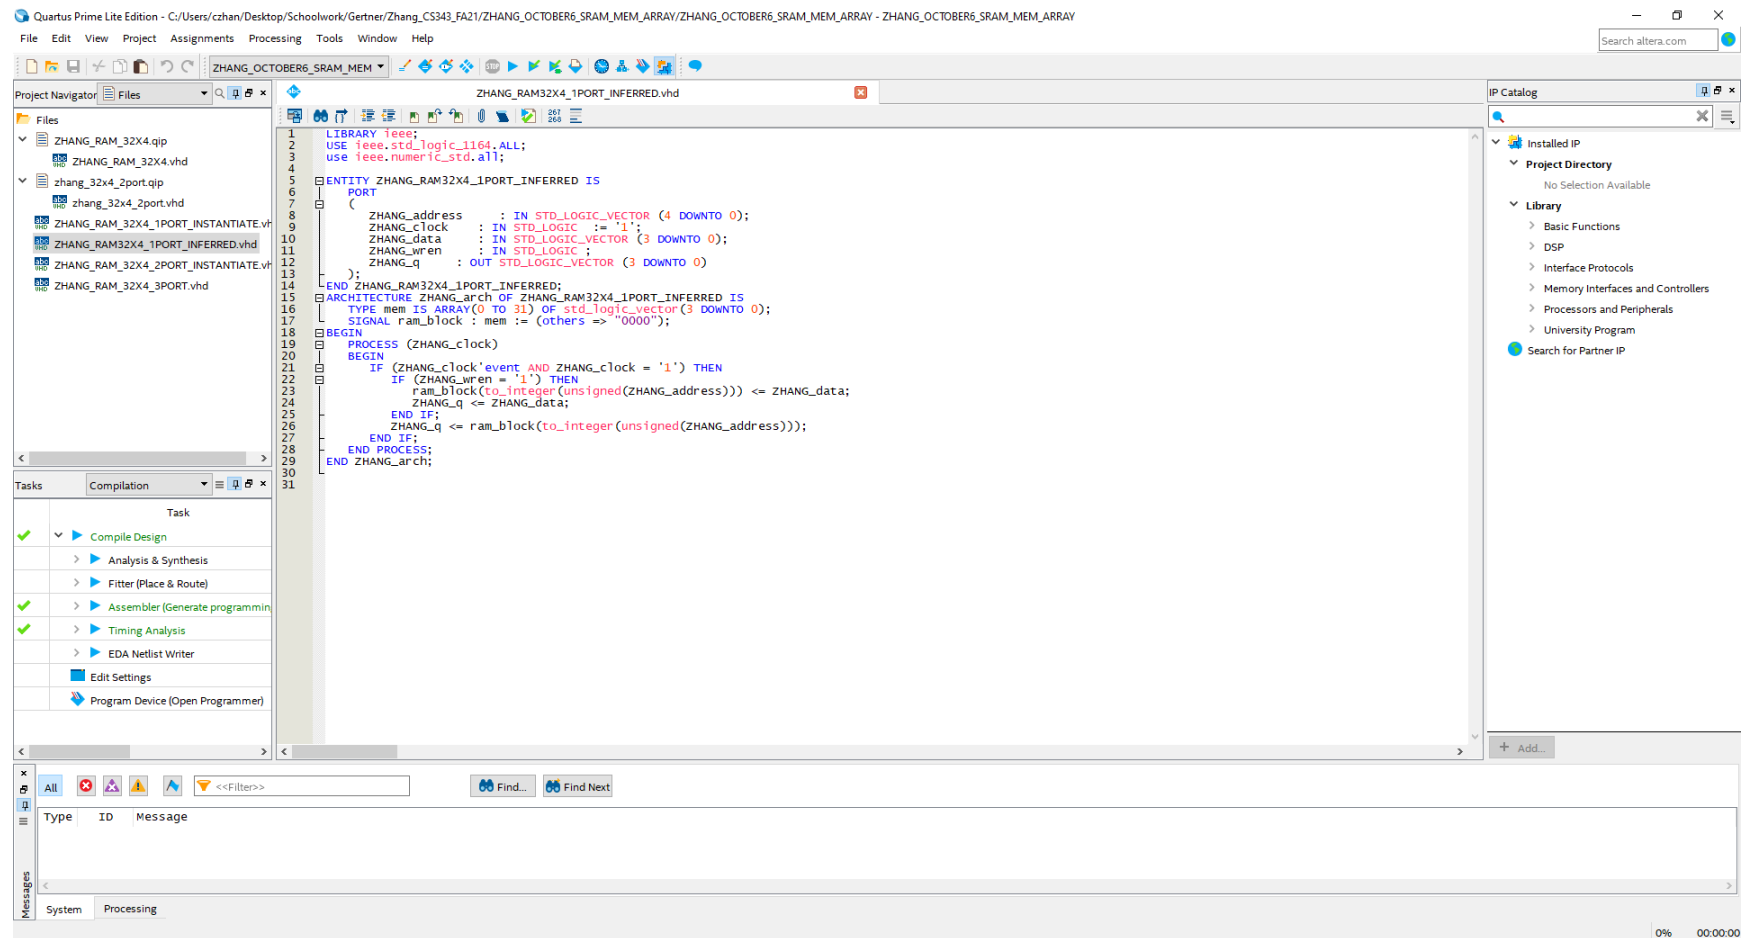 Quartus Prime Lite Edition - C:/Users/czhan/Desktop/Schoolwork/Gertner/Zhang_CS343_FA21/ZHANG_OCTOBER6_SRAM_MEM_ARRAY/ZHANG_OCTOBER6_SRAM_MEM_ARRAY - ZHANG_OCTOBER6_SRAM_MEM_ARRAY
File Edit View Project Assignments Processing Tools Window Help
Search altera.com
ZHANG_OCTOBER6_SRAM_MEM
STOP
Project Navigator Files
Files
ZHANG_RAM_32X4.qip
ZHANG_RAM_32X4.vhd
zhang_32x4_2port.qip
zhang_32x4_2port.vhd
ZHANG_RAM_32X4_1PORT_INSTANTIATE.vh
ZHANG_RAM32X4_1PORT_INFERRED.vhd
ZHANG_RAM_32X4_2PORT_INSTANTIATE.vh
ZHANG_RAM_32X4_3PORT.vhd
Tasks Compilation
Task
Compile Design
Analysis & Synthesis
Fitter (Place & Route)
Assembler (Generate programmin
Timing Analysis
EDA Netlist Writer
Edit Settings
Program Device (Open Programmer)
ZHANG_RAM32X4_1PORT_INFERRED.vhd
267
268
1 LIBRARY ieee;
2 USE ieee.std_logic_1164.ALL;
3 use ieee.numeric_std.all;
4
5 ENTITY ZHANG_RAM32X4_1PORT_INFERRED IS
6 PORT
7 (
8 ZHANG_address : IN STD_LOGIC_VECTOR (4 DOWNTO 0);
9 ZHANG_clock : IN STD_LOGIC := '1';
10 ZHANG_data : IN STD_LOGIC_VECTOR (3 DOWNTO 0);
11 ZHANG_wren : IN STD_LOGIC ;
12 ZHANG_q : OUT STD_LOGIC_VECTOR (3 DOWNTO 0)
13 );
14 END ZHANG_RAM32X4_1PORT_INFERRED;
15 ARCHITECTURE ZHANG_arch OF ZHANG_RAM32X4_1PORT_INFERRED IS
16 TYPE mem IS ARRAY(0 TO 31) OF std_logic_vector(3 DOWNTO 0);
17 SIGNAL ram_block : mem := (others => "0000");
18 BEGIN
19 PROCESS (ZHANG_clock)
20 BEGIN
21 IF (ZHANG_clock'event AND ZHANG_clock = '1') THEN
22 IF (ZHANG_wren = '1') THEN
23 ram_block(to_integer(unsigned(ZHANG_address))) <= ZHANG_data;
24 ZHANG_q <= ZHANG_data;
25 END IF;
26 ZHANG_q <= ram_block(to_integer(unsigned(ZHANG_address)));
27 END IF;
28 END PROCESS;
29 END ZHANG_arch;
30
31
IP Catalog
Installed IP
Project Directory
No Selection Available
Library
Basic Functions
DSP
Interface Protocols
Memory Interfaces and Controllers
Processors and Peripherals
University Program
Search for Partner IP
+ Add...
All <<Filter>> Find... Find Next
Type ID Message
Messages
System Processing
0% 00:00:00